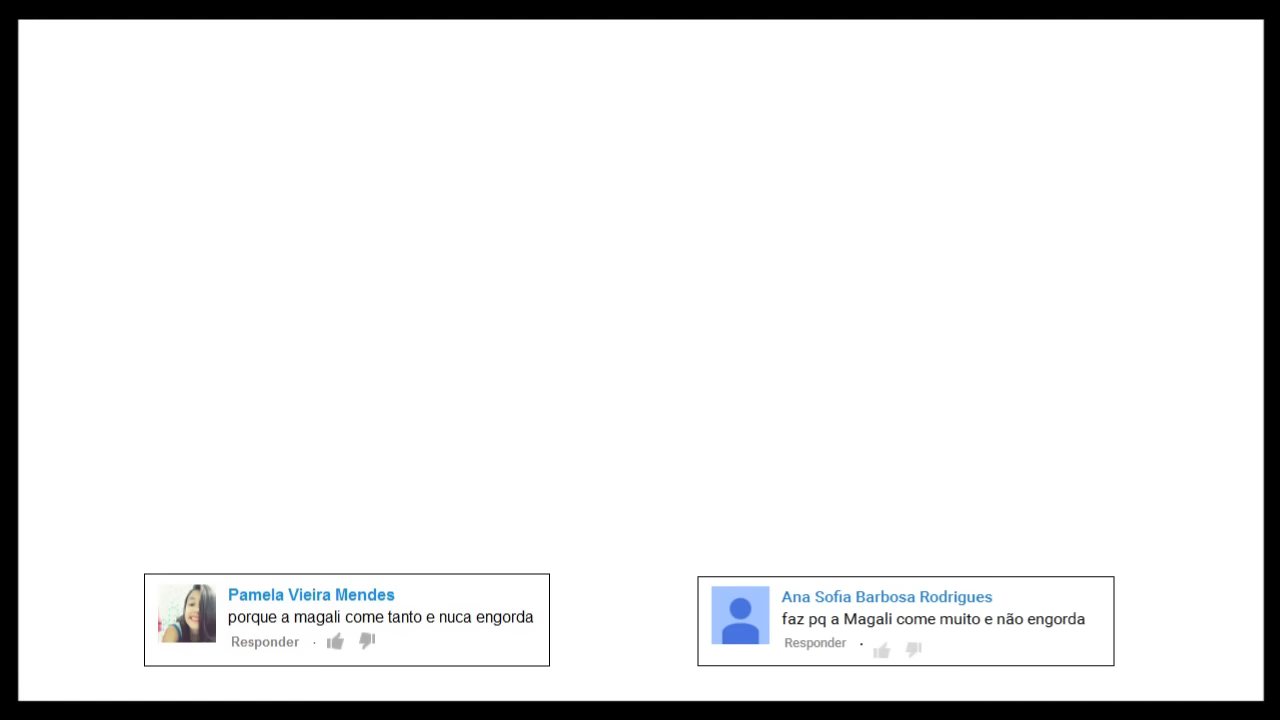 Pamela Vieira Mendes
porque a magali come tanto e nuca engorda
Responder ·
Ana Sofia Barbosa Rodrigues
faz pq a Magali come muito e não engorda
Responder ·